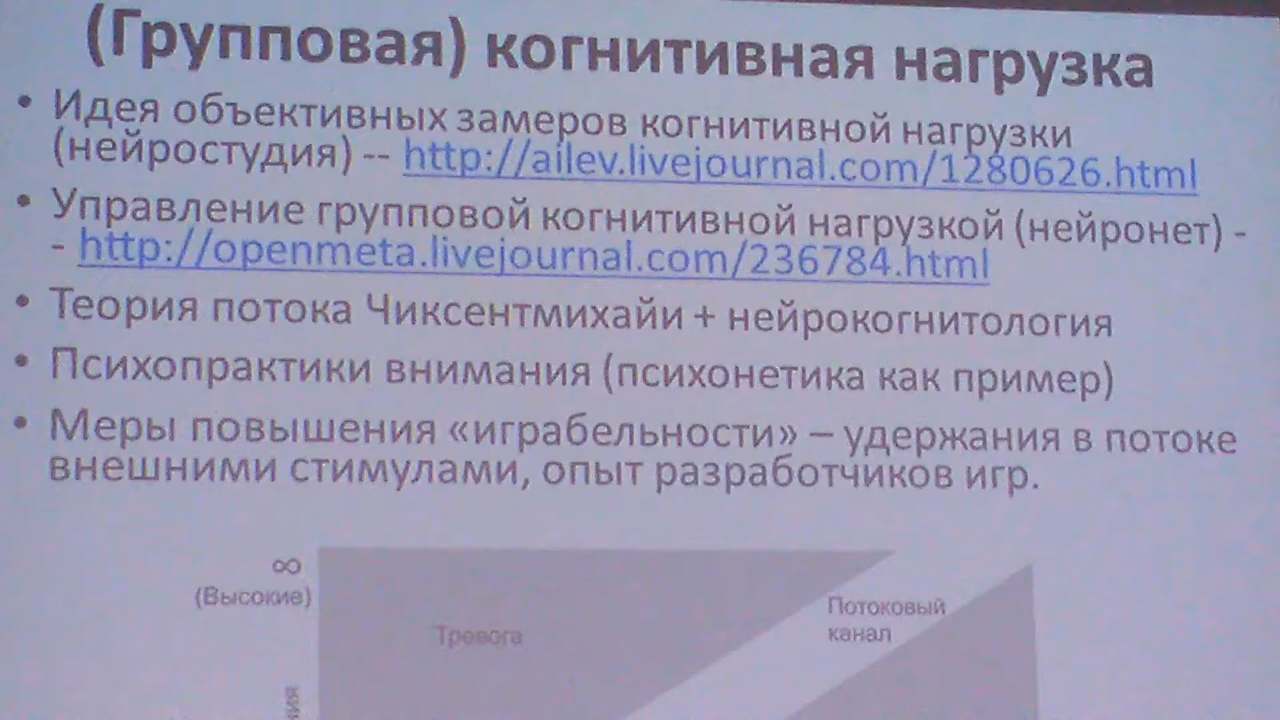 (Групповая) когнитивная нагрузка
• Идея объективных замеров когнитивной нагрузки
(нейростудия) -- http://ailev.livejournal.com/1280626.html
• Управление групповой когнитивной нагрузкой (нейронет) -
- http://openmeta.livejournal.com/236784.html
• Теория потока Чиксентмихайи + нейрокогнитология
• Психопрактики внимания (психонетика как пример)
• Меры повышения «играбельности» – удержания в потоке
внешними стимулами, опыт разработчиков игр.
∞
(Высокие)
Тревога
Потоковый
канал